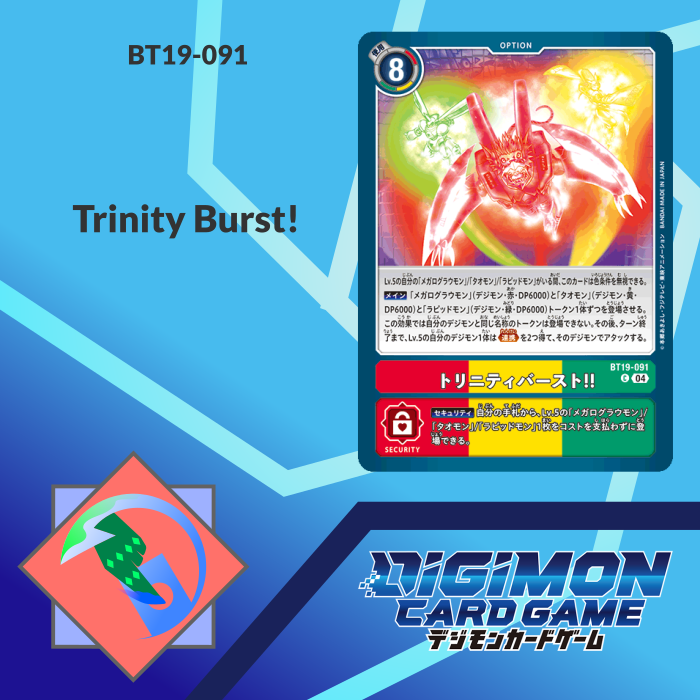 BT19-091
Trinity Burst!
使用
8
OPTION
BANDAI MADE IN JAPAN
Lv.5の自分の「メガログラウモン」/「タオモン」/「ラピッドモン」がいる間、このカードは色条件を無視できる。
メイン 「メガログラウモン」(デジモン・赤・DP6000)と「タオモン」(デジモン・黄・
DP6000)と「ラピッドモン」(デジモン・緑・DP6000)トークン1体ずつを登場させる。
この効果では自分のデジモンと同じ名称のトークンは登場できない。その後、ターン終
了まで、Lv.5の自分のデジモン1体は≪連携≫を2つ得て、そのデジモンでアタックする。
BT19-091
トリニティバースト!!
C 04
セキュリティ 自分の手札から、Lv.5の「メガログラウモン」/
「タオモン」/「ラピッドモン」1枚をコストを支払わずに登
場できる。
SECURITY
DIGIMON
CARD GAME
デジモンカードゲーム